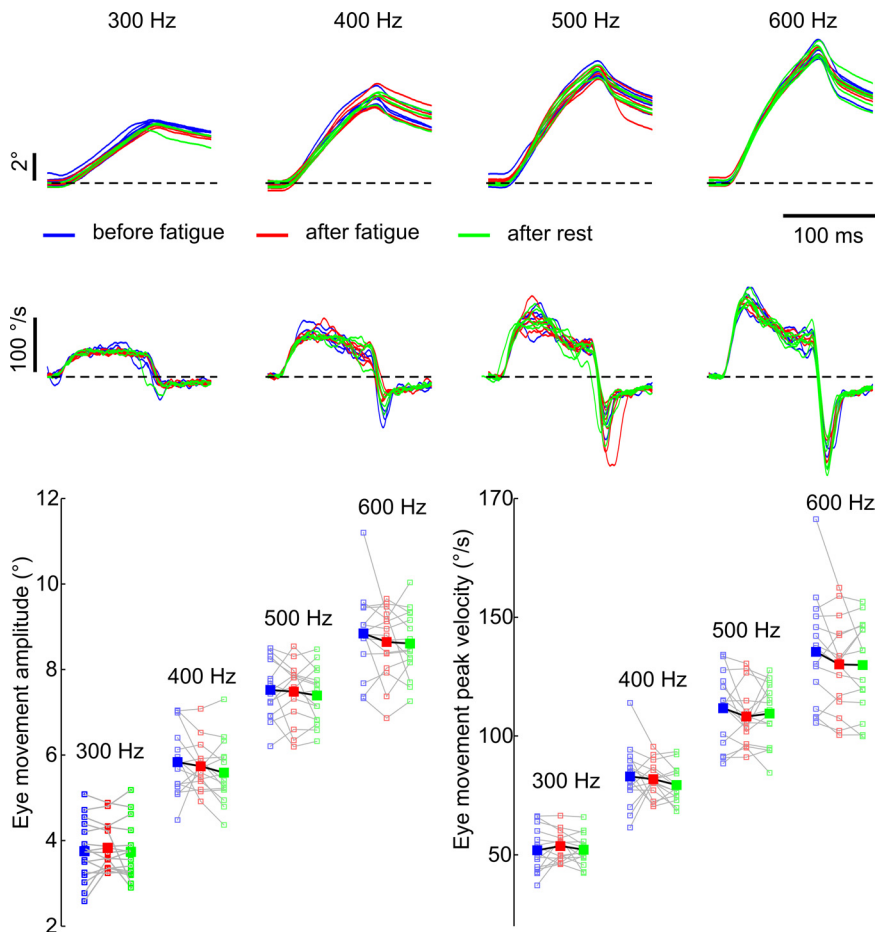 300 Hz 400 Hz 500 Hz 600 Hz
2°
before fatigue after fatigue after rest 100 ms
100 °/s
12
10
8
6
4
2
Eye movement amplitude (°)
300 Hz
400 Hz
500 Hz
600 Hz
170
150
100
50
Eye movement peak velocity (°/s)
300 Hz
400 Hz
500 Hz
600 Hz